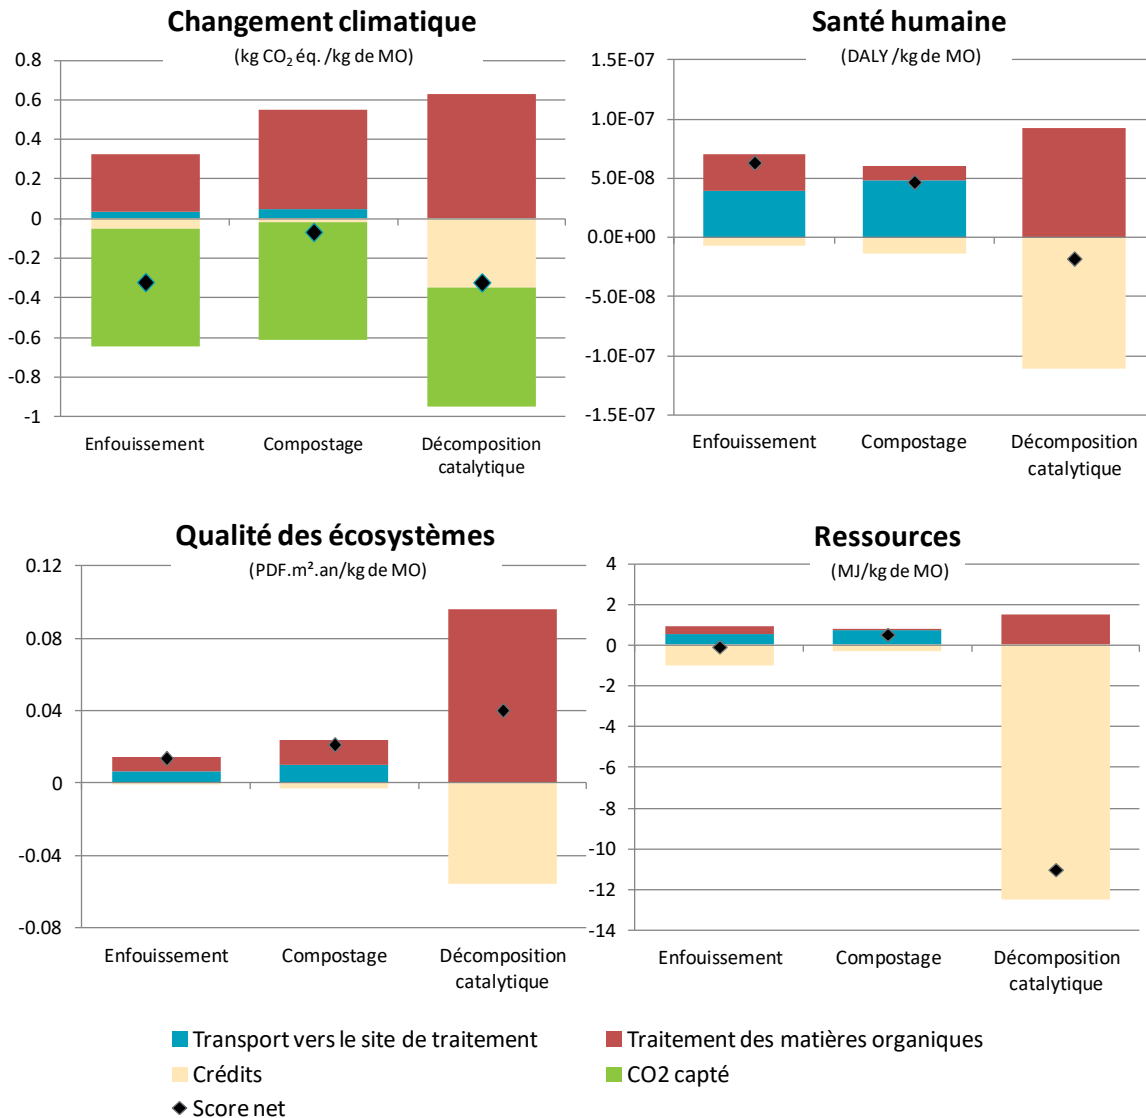 Changement climatique
(kg CO₂ éq. /kg de MO)
0.8
0.6
0.4
0.2
0
-0.2
-0.4
-0.6
-0.8
-1
Enfouissement
Compostage
Décomposition
catalytique
Santé humaine
(DALY /kg de MO)
1.5E-07
1.0E-07
5.0E-08
0.0E+00
-5.0E-08
-1.0E-07
-1.5E-07
Enfouissement
Compostage
Décomposition
catalytique
Qualité des écosystèmes
(PDF.m².an/kg de MO)
0.12
0.08
0.04
0
-0.04
-0.08
Enfouissement
Compostage
Décomposition
catalytique
Ressources
(MJ/kg de MO)
4
2
0
-2
-4
-6
-8
-10
-12
-14
Enfouissement
Compostage
Décomposition
catalytique
Transport vers le site de traitement
Traitement des matières organiques
Crédits
CO2 capté
Score net